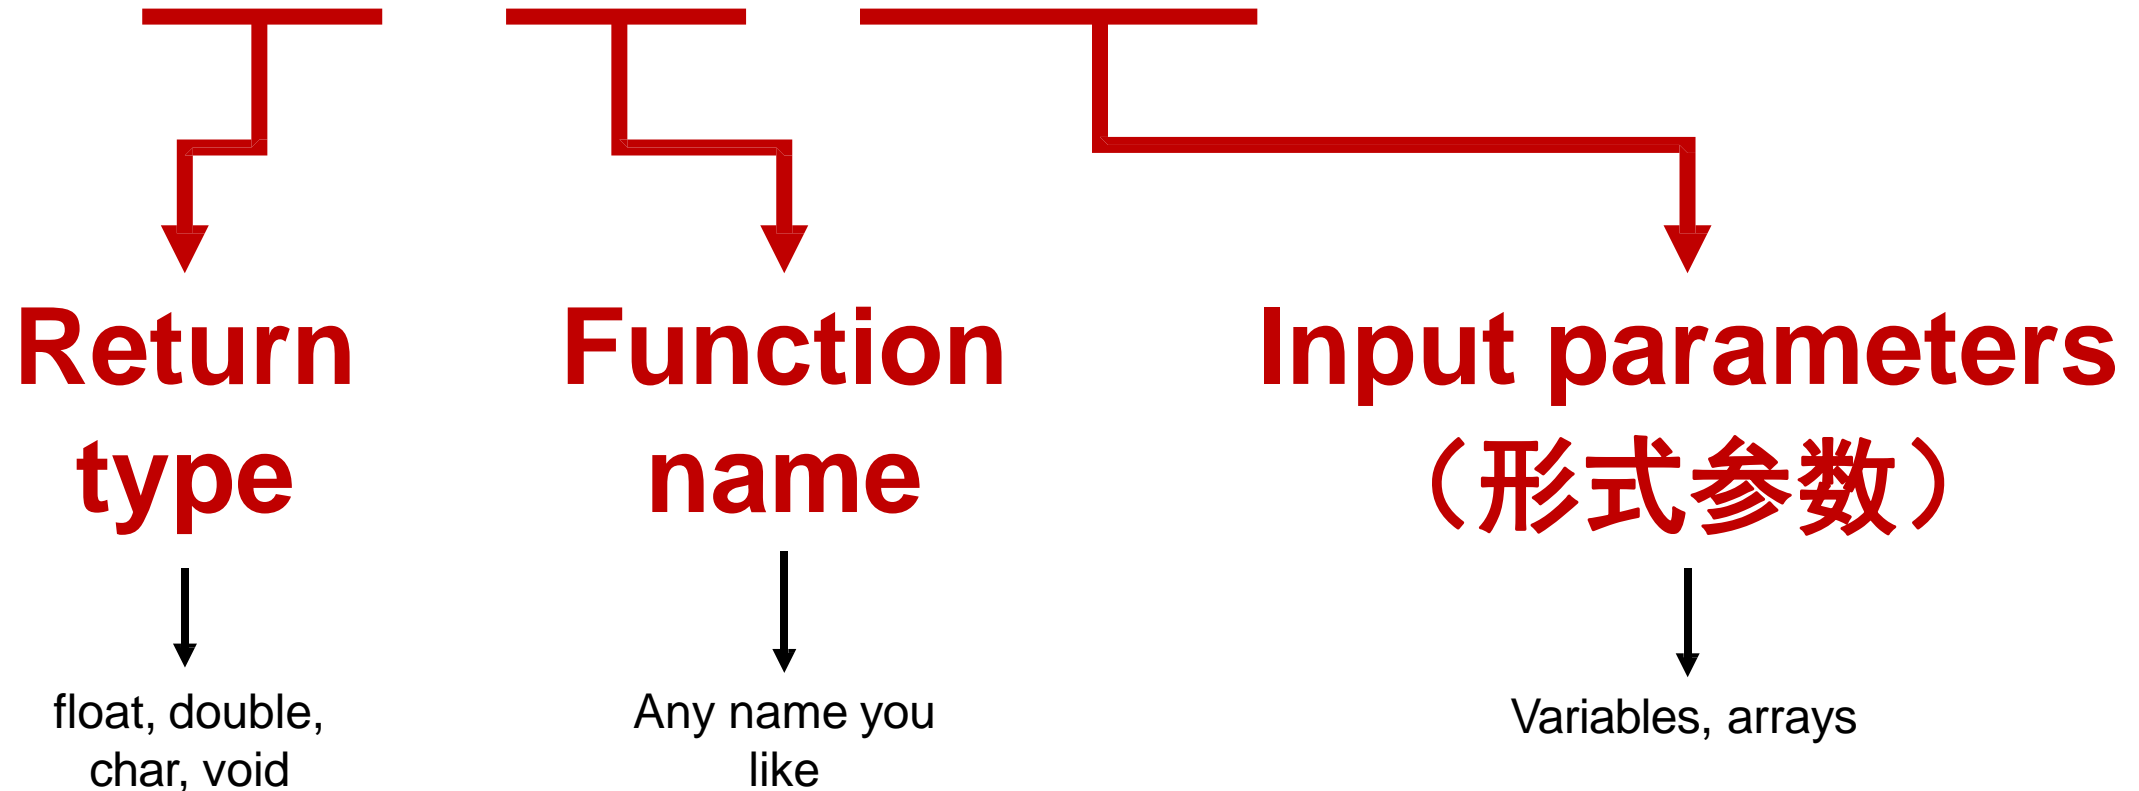 Return
type
Function
name
Input parameters
（形式参数）
float, double,
char, void
Any name you
like
Variables, arrays